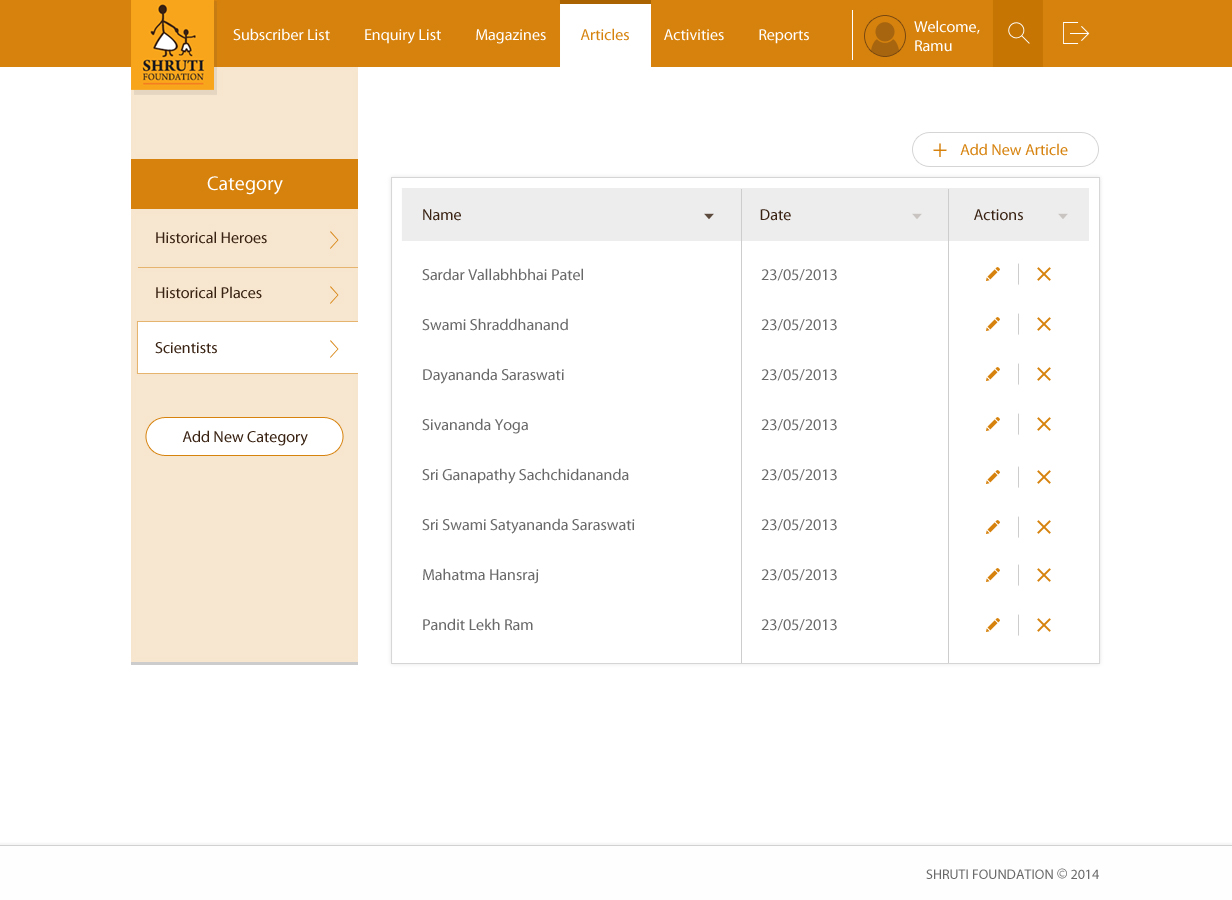 SHRUTI
FOUNDATION
Subscriber List
Enquiry List
Magazines
Articles
Activities
Reports
Welcome,
Ramu
Category
Historical Heroes
Historical Places
Scientists
Add New Category
Add New Article
Name Date Actions
Sardar Vallabhbhai Patel 23/05/2013
Swami Shraddhanand 23/05/2013
Dayananda Saraswati 23/05/2013
Sivananda Yoga 23/05/2013
Sri Ganapathy Sachchidananda 23/05/2013
Sri Swami Satyananda Saraswati 23/05/2013
Mahatma Hansraj 23/05/2013
Pandit Lekh Ram 23/05/2013
SHRUTI FOUNDATION © 2014